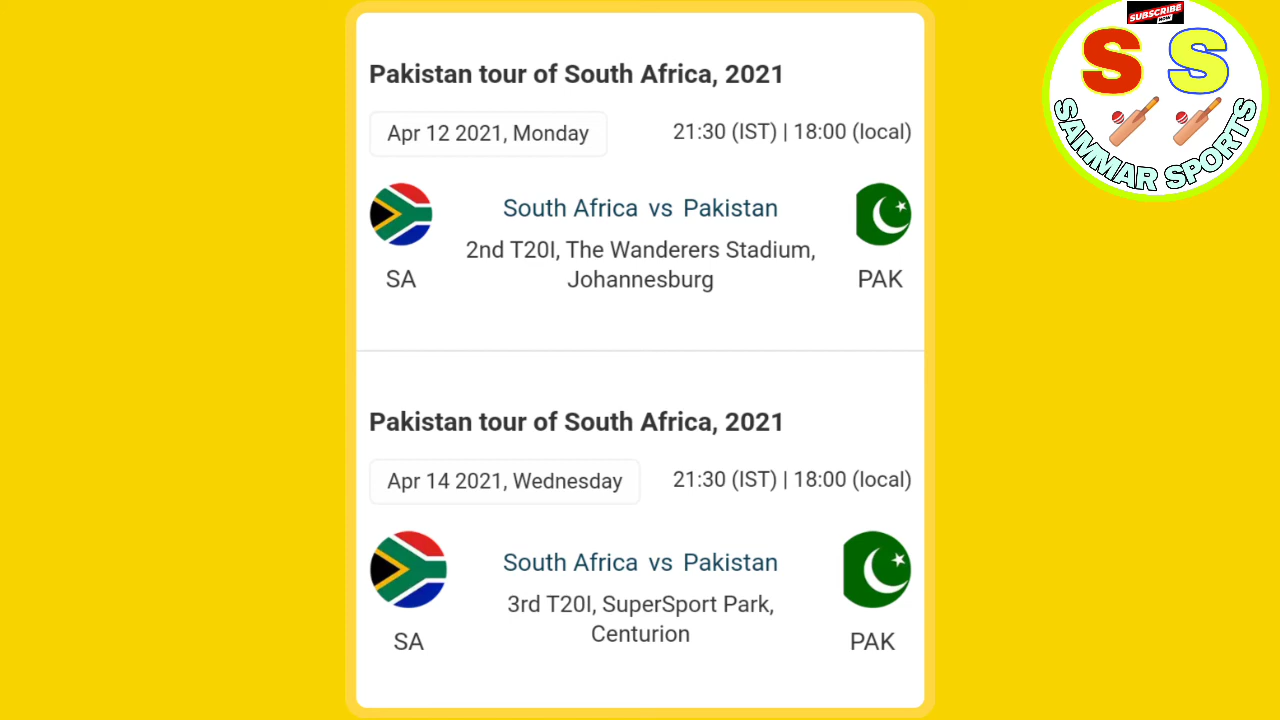 SUBSCRIBE
NOW
S S
SAMMAR SPORTS
Pakistan tour of South Africa, 2021
Apr 12 2021, Monday 21:30 (IST) | 18:00 (local)
South Africa vs Pakistan
2nd T20I, The Wanderers Stadium,
Johannesburg
SA PAK
Pakistan tour of South Africa, 2021
Apr 14 2021, Wednesday 21:30 (IST) | 18:00 (local)
South Africa vs Pakistan
3rd T20I, SuperSport Park,
Centurion
SA PAK